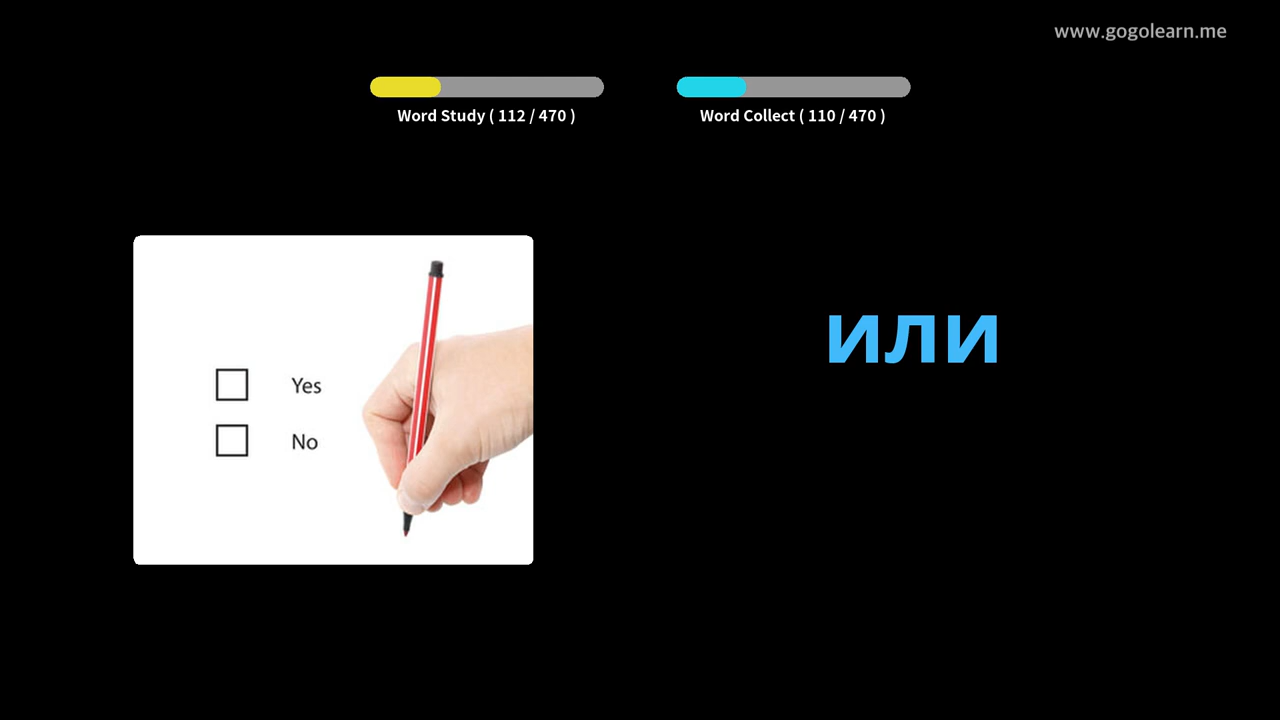 www.gogolearn.me
Word Study ( 112 / 470 )
Word Collect ( 110 / 470 )
Yes
No
или